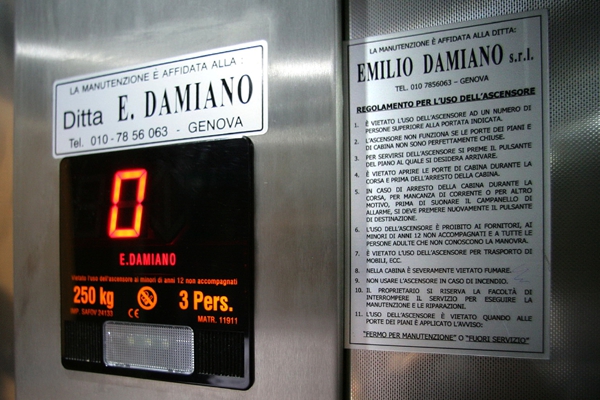 LA MANUTENZIONE È AFFIDATA ALLA :
Ditta E. DAMIANO
Tel. 010 - 78 56 063 - GENOVA
0
E.DAMIANO
Vietato l'uso dell'ascensore ai minori di anni 12 non accompagnati
250 kg 3 Pers.
IMP. SAFOV 24133 CE MATR. 11911
LA MANUTENZIONE È AFFIDATA ALLA DITTA:
EMILIO DAMIANO s.r.l.
TEL. 010 7856063 – GENOVA
REGOLAMENTO PER L'USO DELL'ASCENSORE
1. È VIETATO L'USO DELL'ASCENSORE AD UN NUMERO DI
PERSONE SUPERIORE ALLA PORTATA INDICATA.
2. L'ASCENSORE NON FUNZIONA SE LE PORTE DEI PIANI E
DI CABINA NON SONO PERFETTAMENTE CHIUSE.
3. PER SERVIRSI DELL'ASCENSORE SI PREME IL PULSANTE
DEL PIANO AL QUALE SI DESIDERA ARRIVARE.
4. È VIETATO APRIRE LE PORTE DI CABINA DURANTE LA
CORSA E PRIMA DELL'ARRESTO DELLA CABINA.
5. IN CASO DI ARRESTO DELLA CABINA DURANTE LA
CORSA, PER MANCANZA DI CORRENTE O PER ALTRO
MOTIVO, PRIMA DI SUONARE IL CAMPANELLO DI
ALLARME, SI DEVE PREMERE NUOVAMENTE IL PULSANTE
DI DESTINAZIONE.
6. L'USO DELL'ASCENSORE È PROIBITO AI FORNITORI, AI
MINORI DI ANNI 12 NON ACCOMPAGNATI E A TUTTE LE
PERSONE ADULTE CHE NON CONOSCONO LA MANOVRA.
7. È VIETATO L'USO DELL'ASCENSORE PER TRASPORTO DI
MOBILI, ECC.
8. NELLA CABINA È SEVERAMENTE VIETATO FUMARE.
9. NON USARE L'ASCENSORE IN CASO DI INCENDIO.
10. IL PROPRIETARIO SI RISERVA LA FACOLTÀ DI
INTERROMPERE IL SERVIZIO PER ESEGUIRE LA
MANUTENZIONE E LE RIPARAZIONI.
11. L'USO DELL'ASCENSORE È VIETATO QUANDO ALLE
PORTE DEI PIANI È APPLICATO L'AVVISO:
"FERMO PER MANUTENZIONE" O "FUORI SERVIZIO"